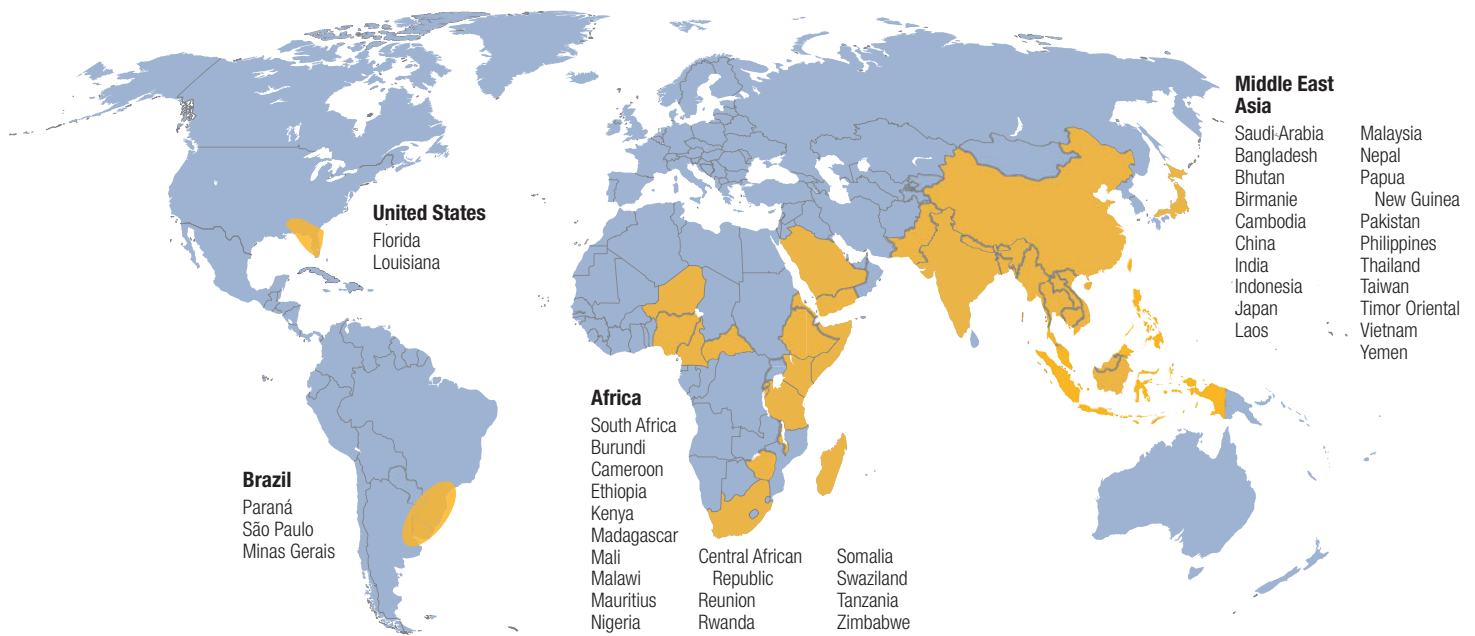 United States
Florida
Louisiana
Brazil
Paraná
São Paulo
Minas Gerais
Africa
South Africa
Burundi
Cameroon
Ethiopia
Kenya
Madagascar
Mali
Malawi
Mauritius
Nigeria
Central African
Republic
Reunion
Rwanda
Somalia
Swaziland
Tanzania
Zimbabwe
Middle East
Asia
Saudi Arabia
Bangladesh
Bhutan
Birmanie
Cambodia
China
India
Indonesia
Japan
Laos
Malaysia
Nepal
Papua
New Guinea
Pakistan
Philippines
Thailand
Taiwan
Timor Oriental
Vietnam
Yemen